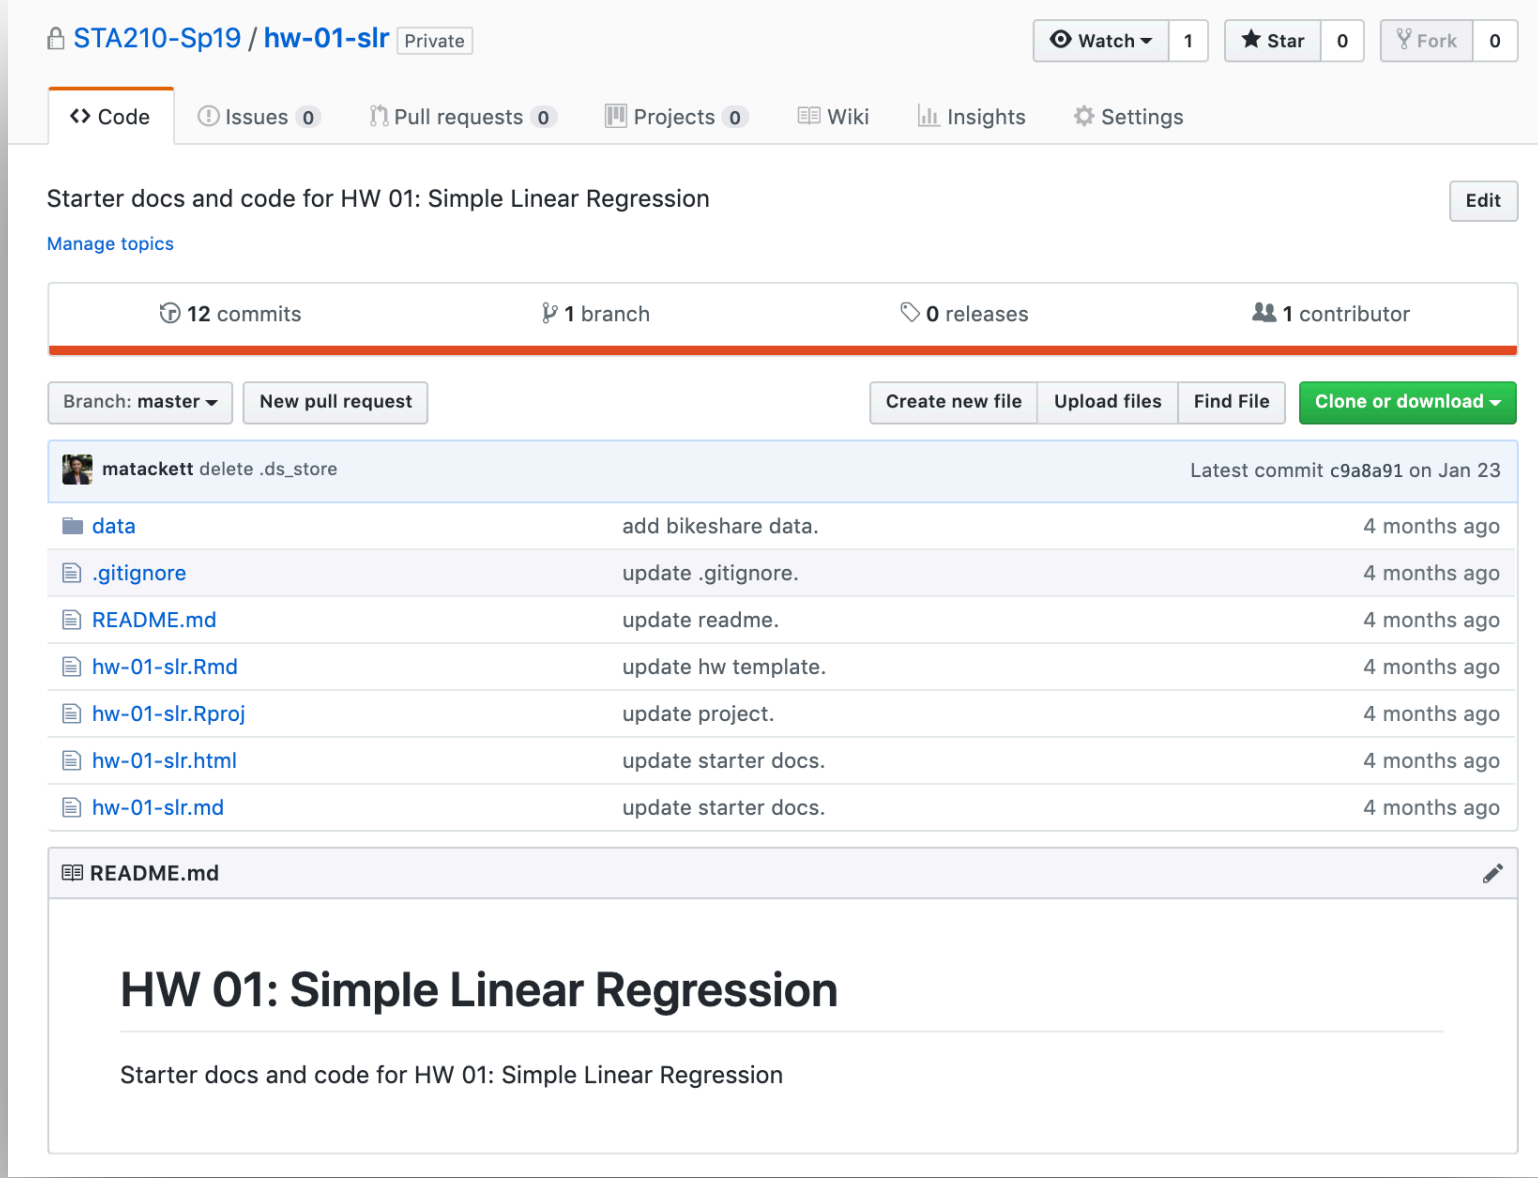 STA210-Sp19 / hw-01-slr Private Watch 1 Star 0 Fork 0
Code Issues 0 Pull requests 0 Projects 0 Wiki Insights Settings
Starter docs and code for HW 01: Simple Linear Regression Edit
Manage topics
12 commits 1 branch 0 releases 1 contributor
Branch: master New pull request Create new file Upload files Find File Clone or download
matackett delete .ds_store Latest commit c9a8a91 on Jan 23
data add bikeshare data. 4 months ago
.gitignore update .gitignore. 4 months ago
README.md update readme. 4 months ago
hw-01-slr.Rmd update hw template. 4 months ago
hw-01-slr.Rproj update project. 4 months ago
hw-01-slr.html update starter docs. 4 months ago
hw-01-slr.md update starter docs. 4 months ago
README.md
HW 01: Simple Linear Regression
Starter docs and code for HW 01: Simple Linear Regression